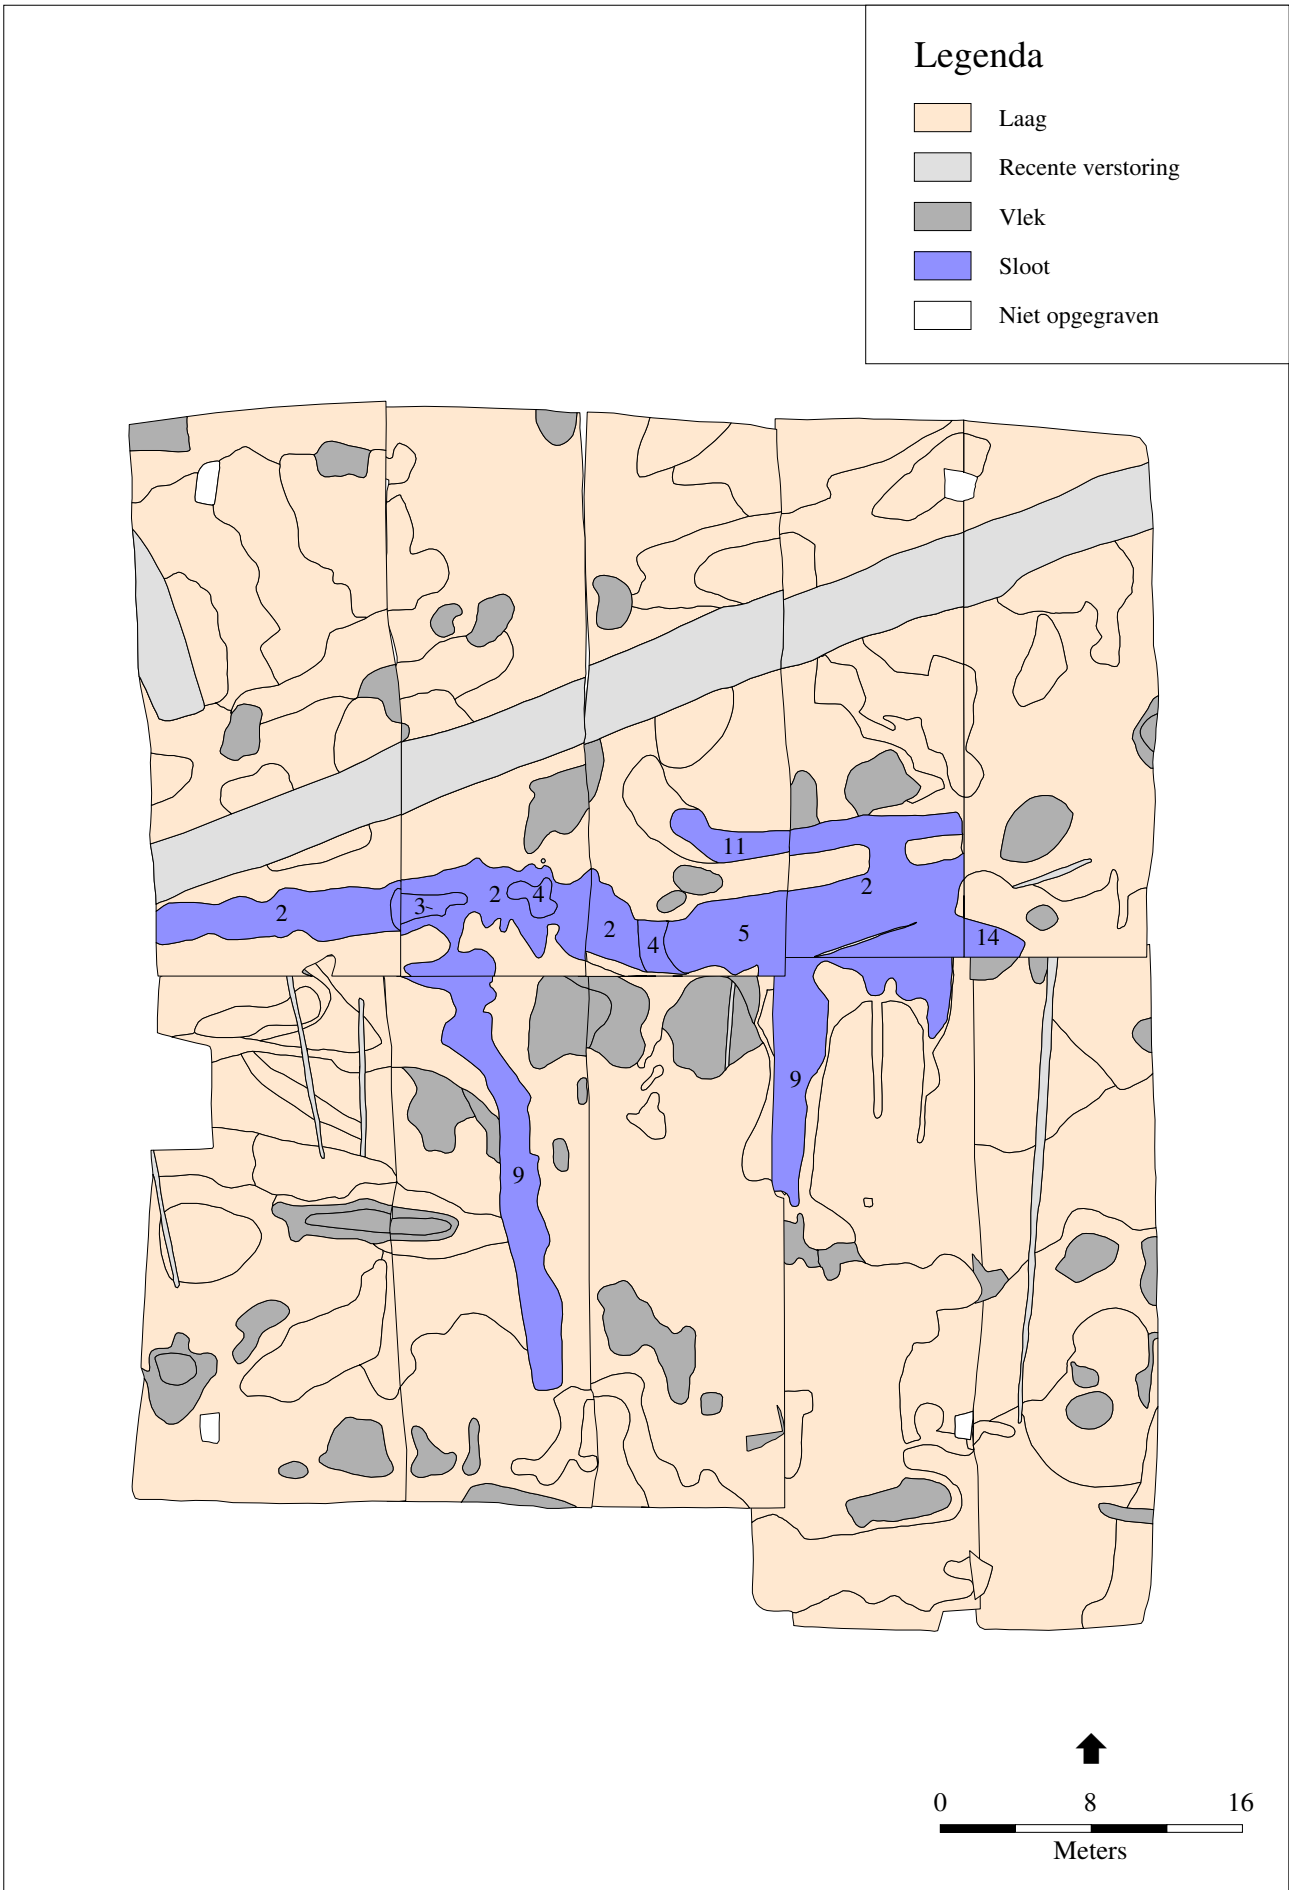 Legenda
Laag
Recente verstoring
Vlek
Sloot
Niet opgegraven
11
2
2
3
2
4
2
4
5
14
9
9
0 8 16
Meters